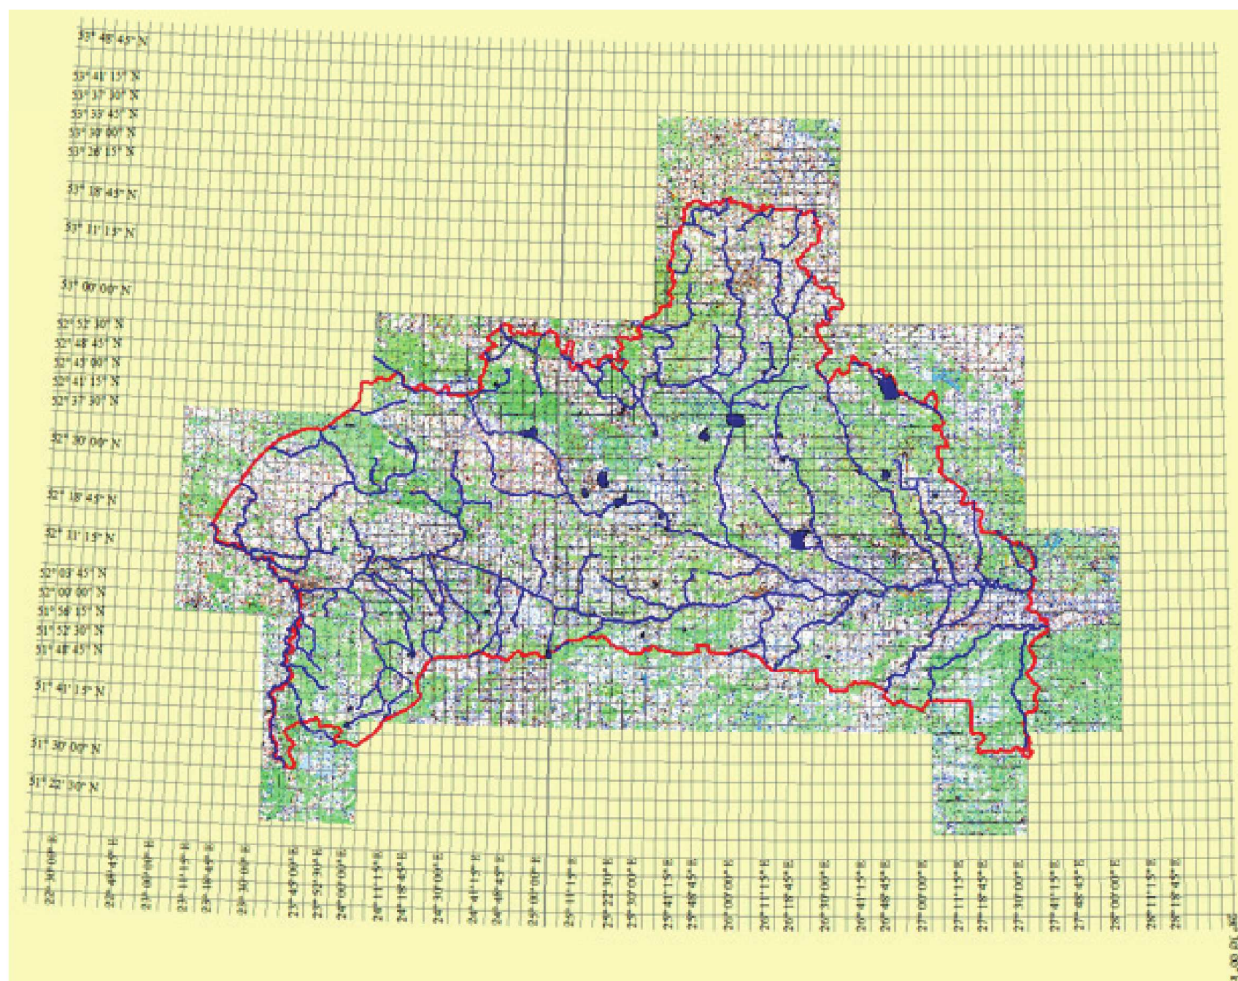 53° 48' 45" N
53° 41' 15" N
53° 37' 30" N
53° 33' 45" N
53° 30' 00" N
53° 26' 15" N
53° 18' 45" N
53° 11' 15" N
53° 00' 00" N
52° 52' 30" N
52° 48' 45" N
52° 45' 00" N
52° 41' 15" N
52° 37' 30" N
52° 30' 00" N
52° 18' 45" N
52° 11' 15" N
52° 03' 45" N
52° 00' 00" N
51° 56' 15" N
51° 52' 30" N
51° 48' 45" N
51° 41' 15" N
51° 30' 00" N
51° 22' 30" N
22° 30' 00" E
22° 48' 45" E
23° 00' 00" E
23° 11' 15" E
23° 18' 45" E
23° 30' 00" E
23° 45' 00" E
23° 52' 30" E
24° 00' 00" E
24° 11' 15" E
24° 18' 45" E
24° 30' 00" E
24° 41' 15" E
24° 48' 45" E
25° 00' 00" E
25° 11' 15" E
25° 22' 30" E
25° 30' 00" E
25° 41' 15" E
25° 48' 45" E
26° 00' 00" E
26° 11' 15" E
26° 18' 45" E
26° 30' 00" E
26° 41' 15" E
26° 48' 45" E
27° 00' 00" E
27° 11' 15" E
27° 18' 45" E
27° 30' 00" E
27° 41' 15" E
27° 48' 45" E
28° 00' 00" E
28° 11' 15" E
28° 18' 45" E